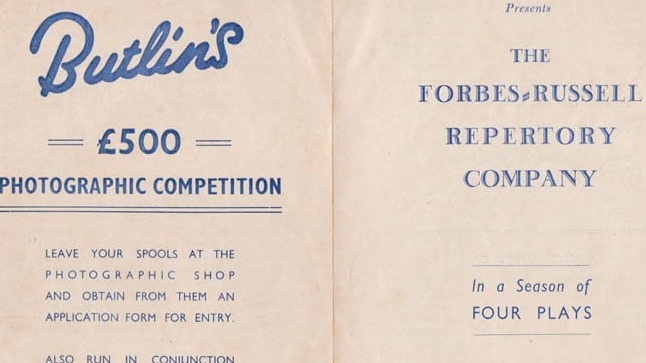 Butlin's
£500
PHOTOGRAPHIC COMPETITION
LEAVE YOUR SPOOLS AT THE
PHOTOGRAPHIC SHOP
AND OBTAIN FROM THEM AN
APPLICATION FORM FOR ENTRY.
ALSO RUN IN CONJUNCTION
Presents
THE
FORBES-RUSSELL
REPERTORY
COMPANY
In a Season of
FOUR PLAYS